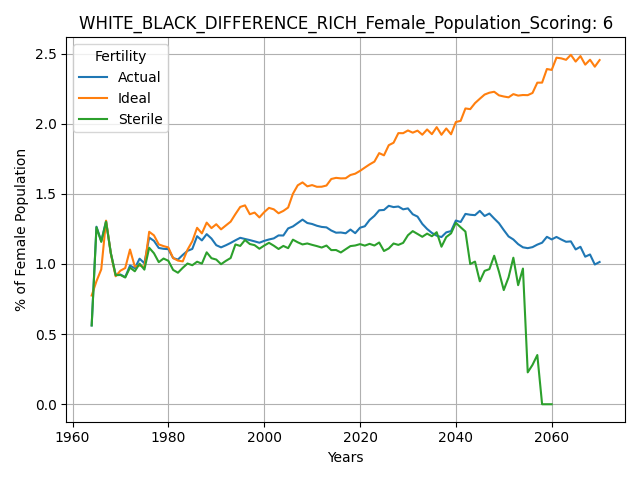 WHITE_BLACK_DIFFERENCE_RICH_Female_Population_Scoring: 6
Fertility
Actual
Ideal
Sterile
% of Female Population
2.5
2.0
1.5
1.0
0.5
0.0
1960 1980 2000 2020 2040 2060
Years